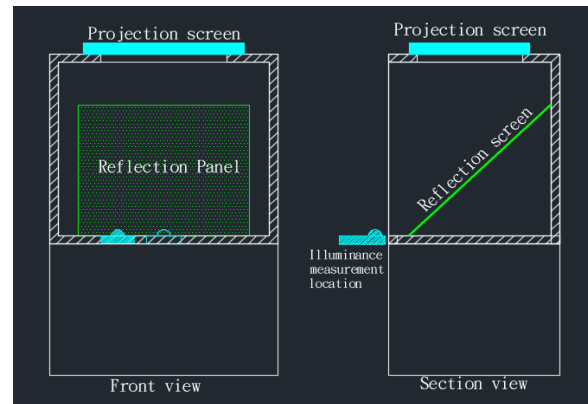 Projection screen
Projection screen
Reflection Panel
Reflection screen
Illuminance
measurement
location
Front view
Section view